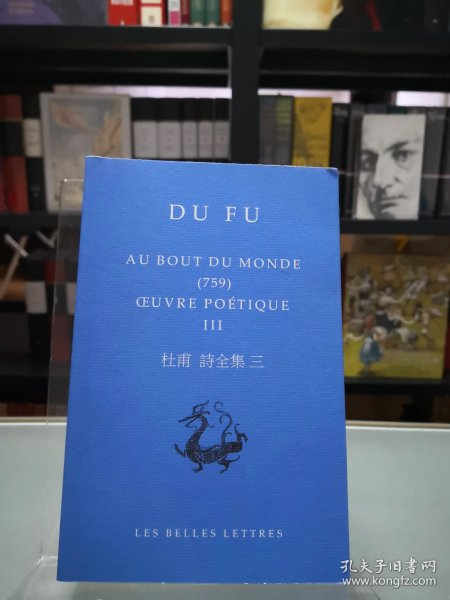 DU FU
AU BOUT DU MONDE
(759)
ŒUVRE POÉTIQUE
III
杜甫 詩全集 三
LES BELLES LETTRES
孔夫子旧书网
www.kongfz.com